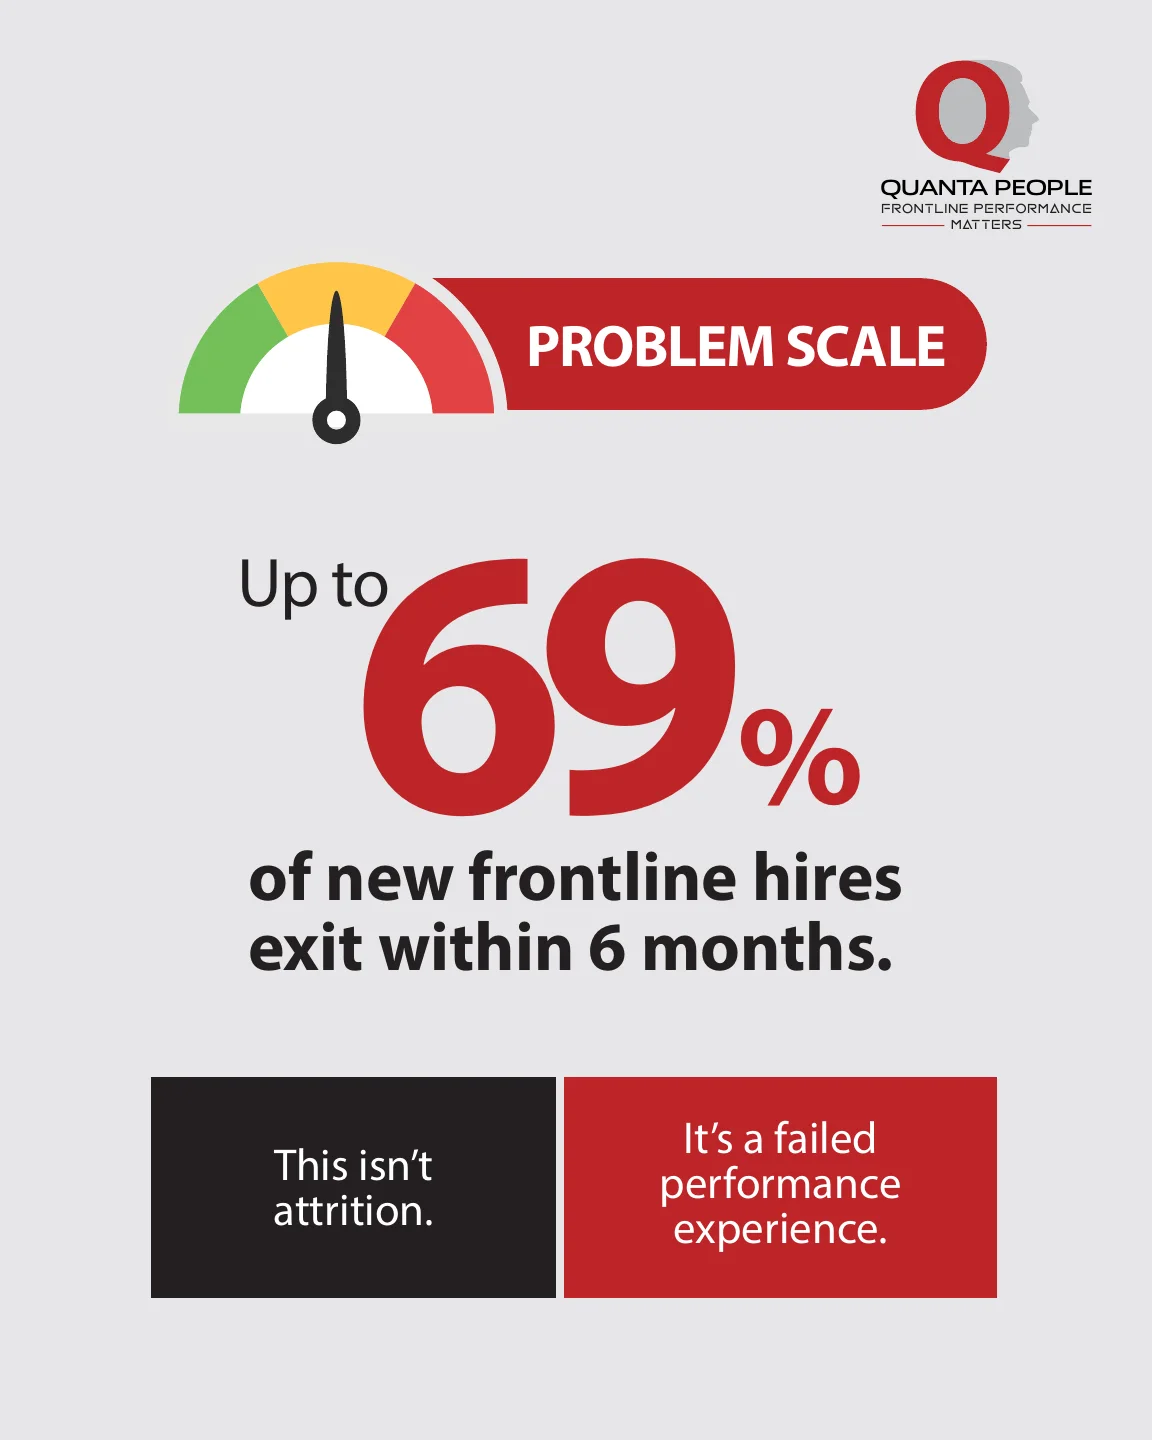 QUANTA PEOPLE
FRONTLINE PERFORMANCE
MATTERS
PROBLEM SCALE
Up to
69%
of new frontline hires
exit within 6 months.
This isn’t
attrition.
It’s a failed
performance
experience.